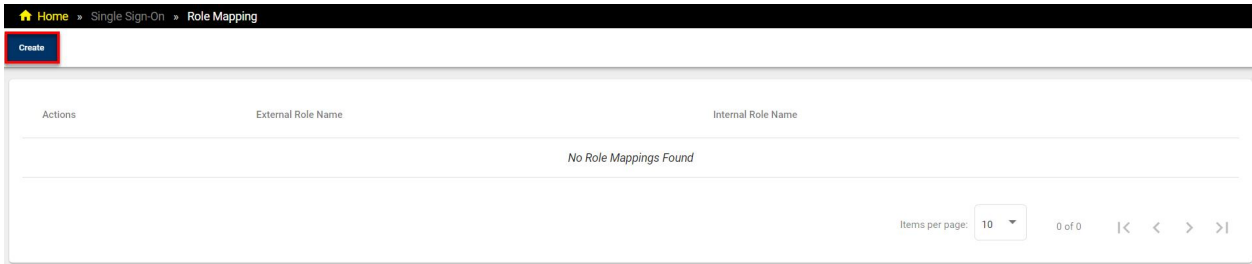 Home » Single Sign-On » Role Mapping
Create
Actions External Role Name Internal Role Name
No Role Mappings Found
Items per page: 10 0 of 0